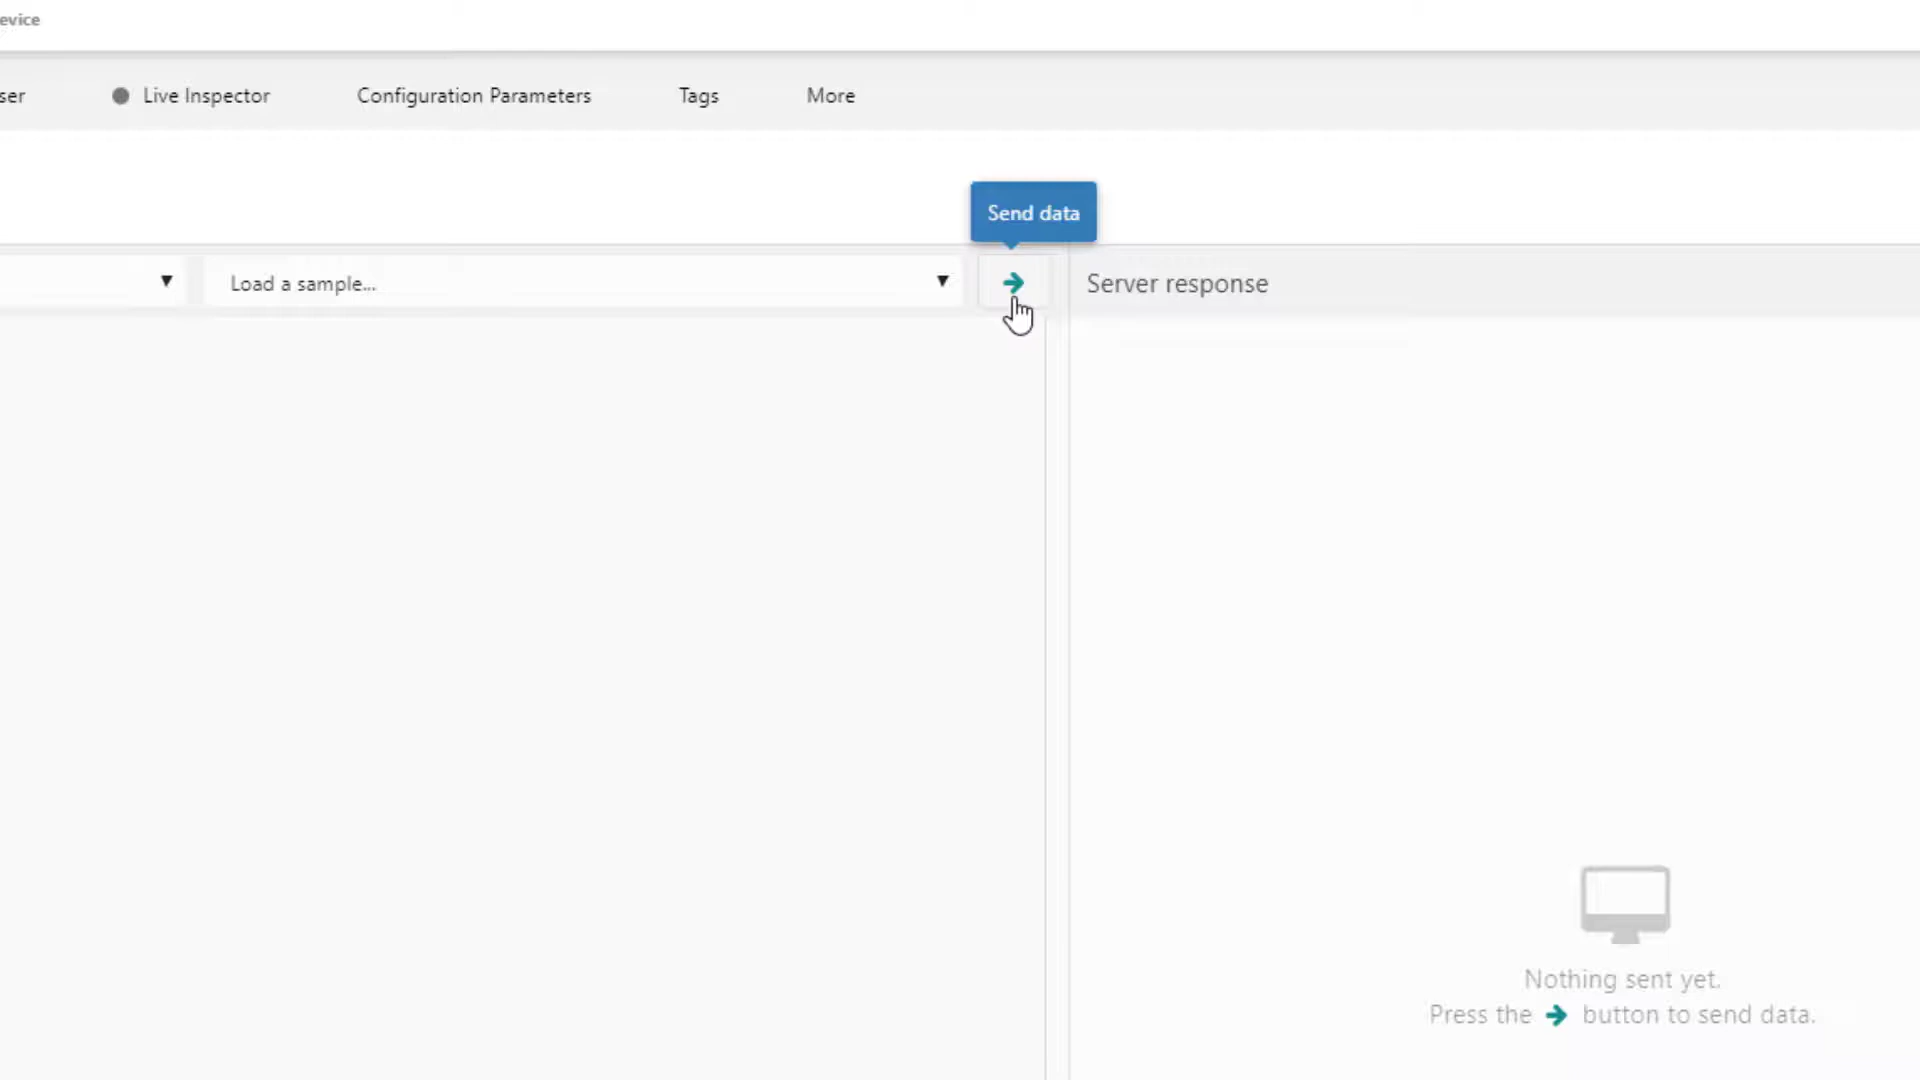 evice
ser
Live Inspector
Configuration Parameters
Tags
More
Send data
Load a sample...
Server response
Nothing sent yet.
Press the → button to send data.